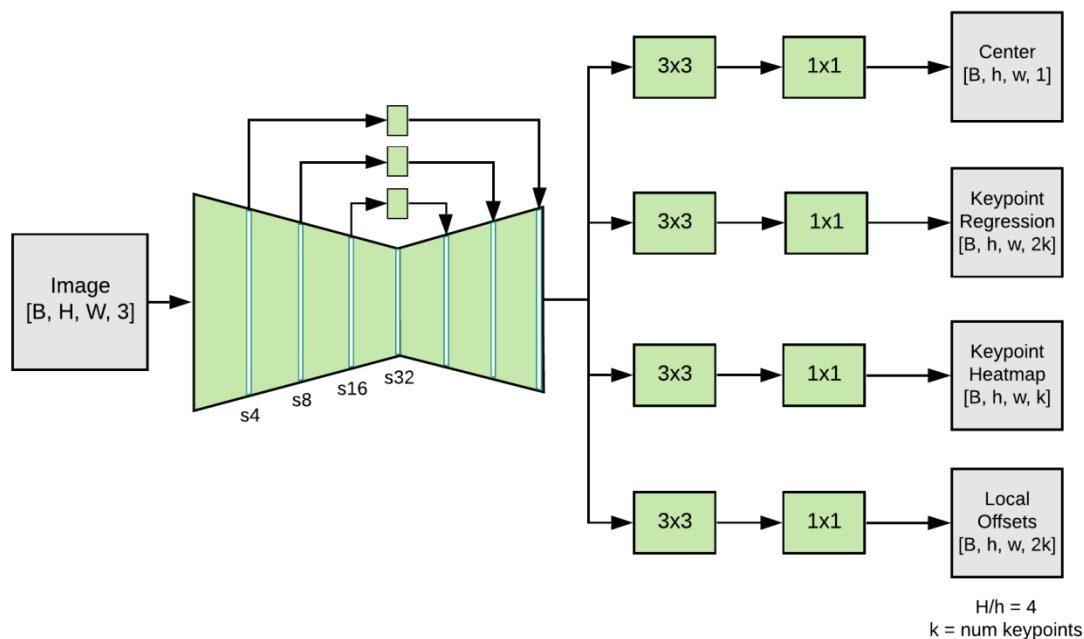 Image
[B, H, W, 3]
s4
s8
s16
s32
3x3
1x1
Center
[B, h, w, 1]
3x3
1x1
Keypoint
Regression
[B, h, w, 2k]
3x3
1x1
Keypoint
Heatmap
[B, h, w, k]
3x3
1x1
Local
Offsets
[B, h, w, 2k]
H/h = 4
k = num keypoints